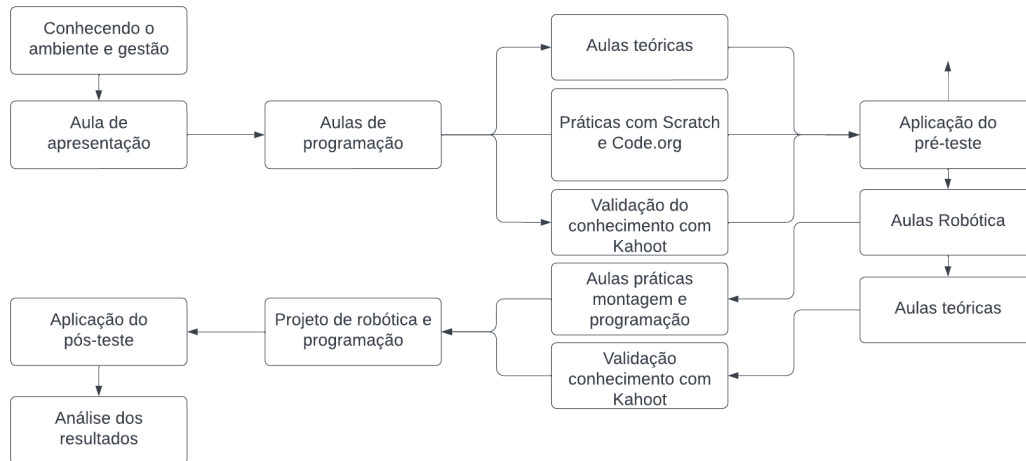 Conhecendo o
ambiente e gestão
Aula de
apresentação
Aulas de
programação
Aulas teóricas
Práticas com Scratch
e Code.org
Validação do
conhecimento com
Kahoot
Aplicação do
pré-teste
Aulas Robótica
Aulas teóricas
Aulas práticas
montagem e
programação
Validação
conhecimento com
Kahoot
Projeto de robótica e
programação
Aplicação do
pós-teste
Análise dos
resultados